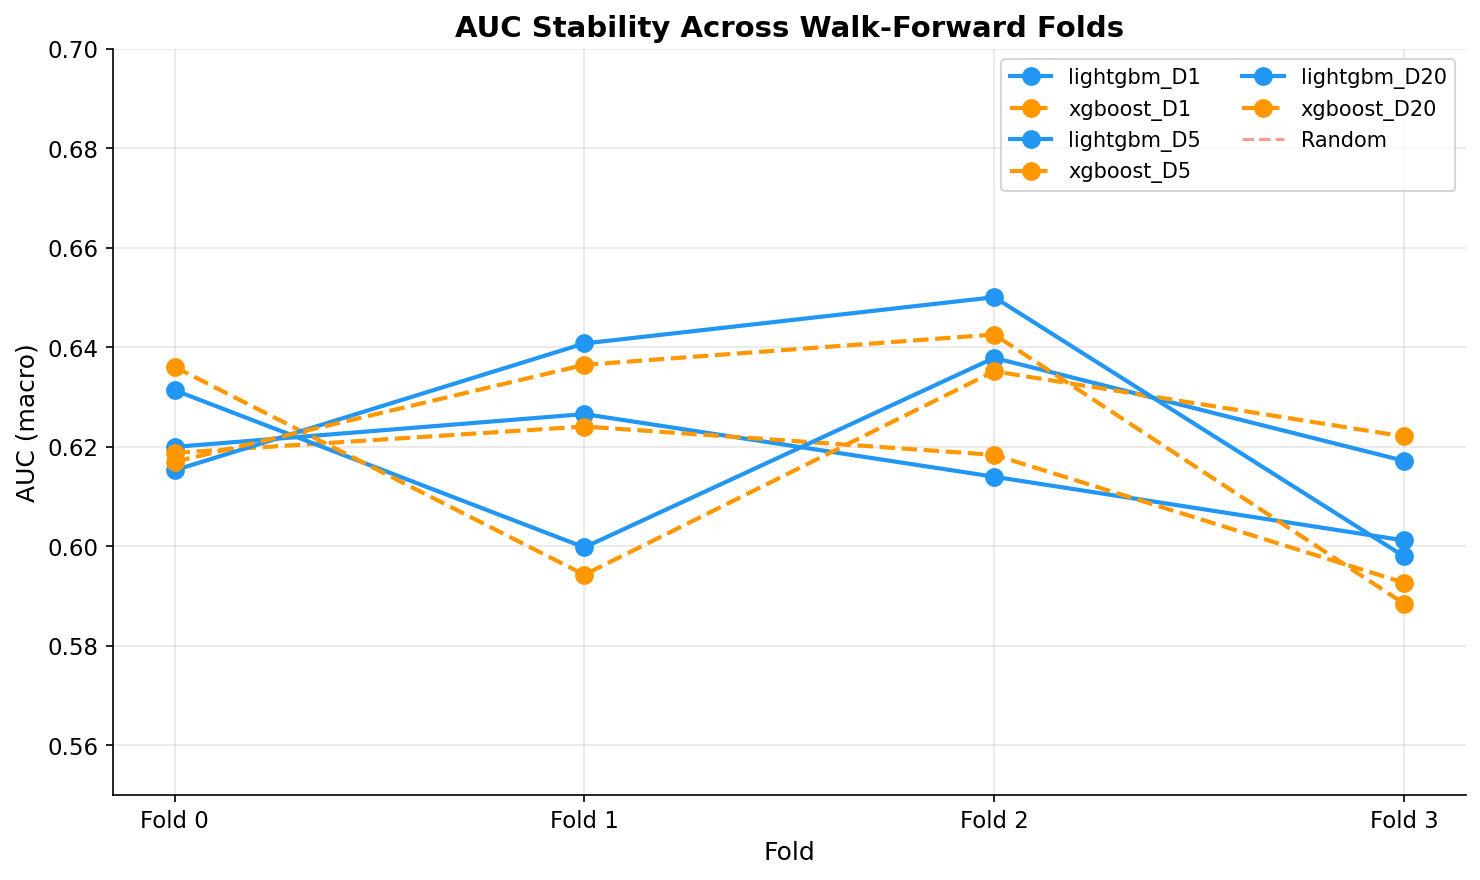 AUC Stability Across Walk-Forward Folds
0.70
0.68
0.66
0.64
0.62
0.60
0.58
0.56
AUC (macro)
lightgbm_D1
xgboost_D1
lightgbm_D5
xgboost_D5
lightgbm_D20
xgboost_D20
Random
Fold 0 Fold 1 Fold 2 Fold 3
Fold